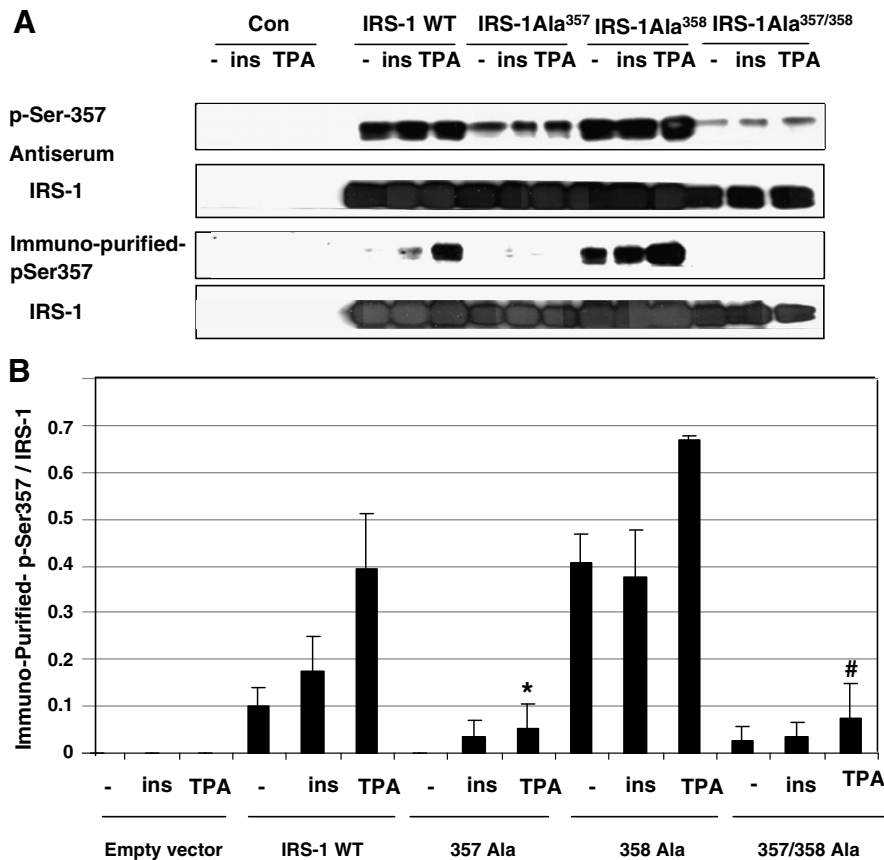 A
Con IRS-1 WT IRS-1Ala357 IRS-1Ala358 IRS-1Ala357/358
- ins TPA - ins TPA - ins TPA - ins TPA - ins TPA
p-Ser-357
Antiserum
IRS-1
Immuno-purified-
pSer357
IRS-1
B
Immuno-Purified- p-Ser357 / IRS-1
0.7
0.6
0.5
0.4
0.3
0.2
0.1
0
* #
- ins TPA - ins TPA - ins TPA - ins TPA - ins TPA
Empty vector IRS-1 WT 357 Ala 358 Ala 357/358 Ala